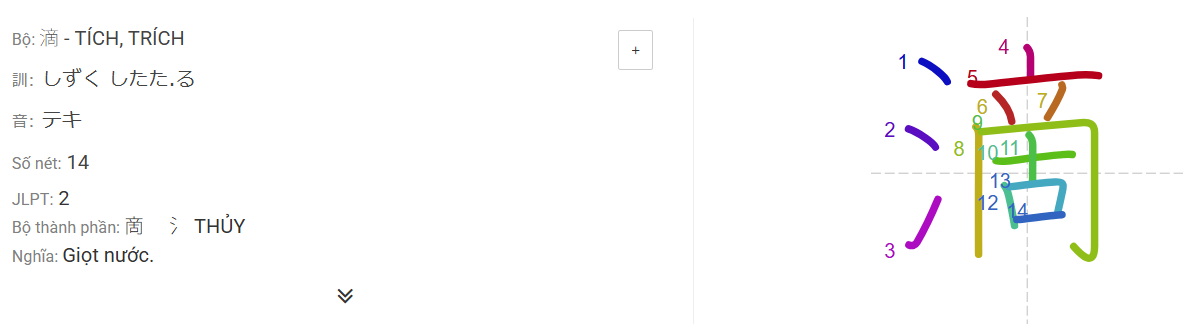 Bộ: 滴 - TÍCH, TRÍCH
+
訓: しずく したた.る
音: テキ
Số nét: 14
JLPT: 2
Bộ thành phần: 啇 氵 THỦY
Nghĩa: Giọt nước.
滴
1
2
3
4
5
6
7
8
9
10
11
12
13
14